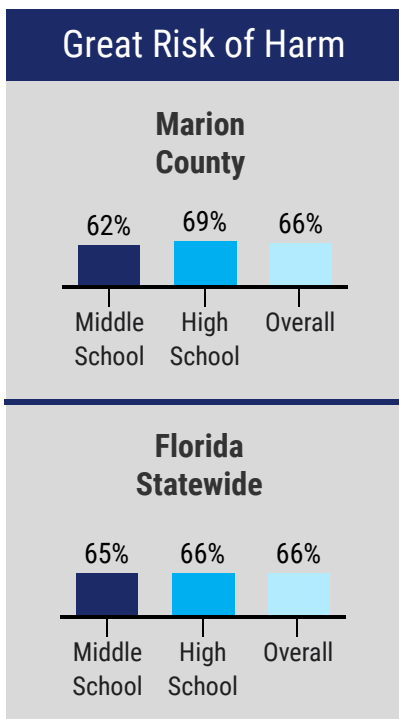 Great Risk of Harm
Marion
County
62% 69% 66%
Middle School High School Overall
Florida
Statewide
65% 66% 66%
Middle School High School Overall